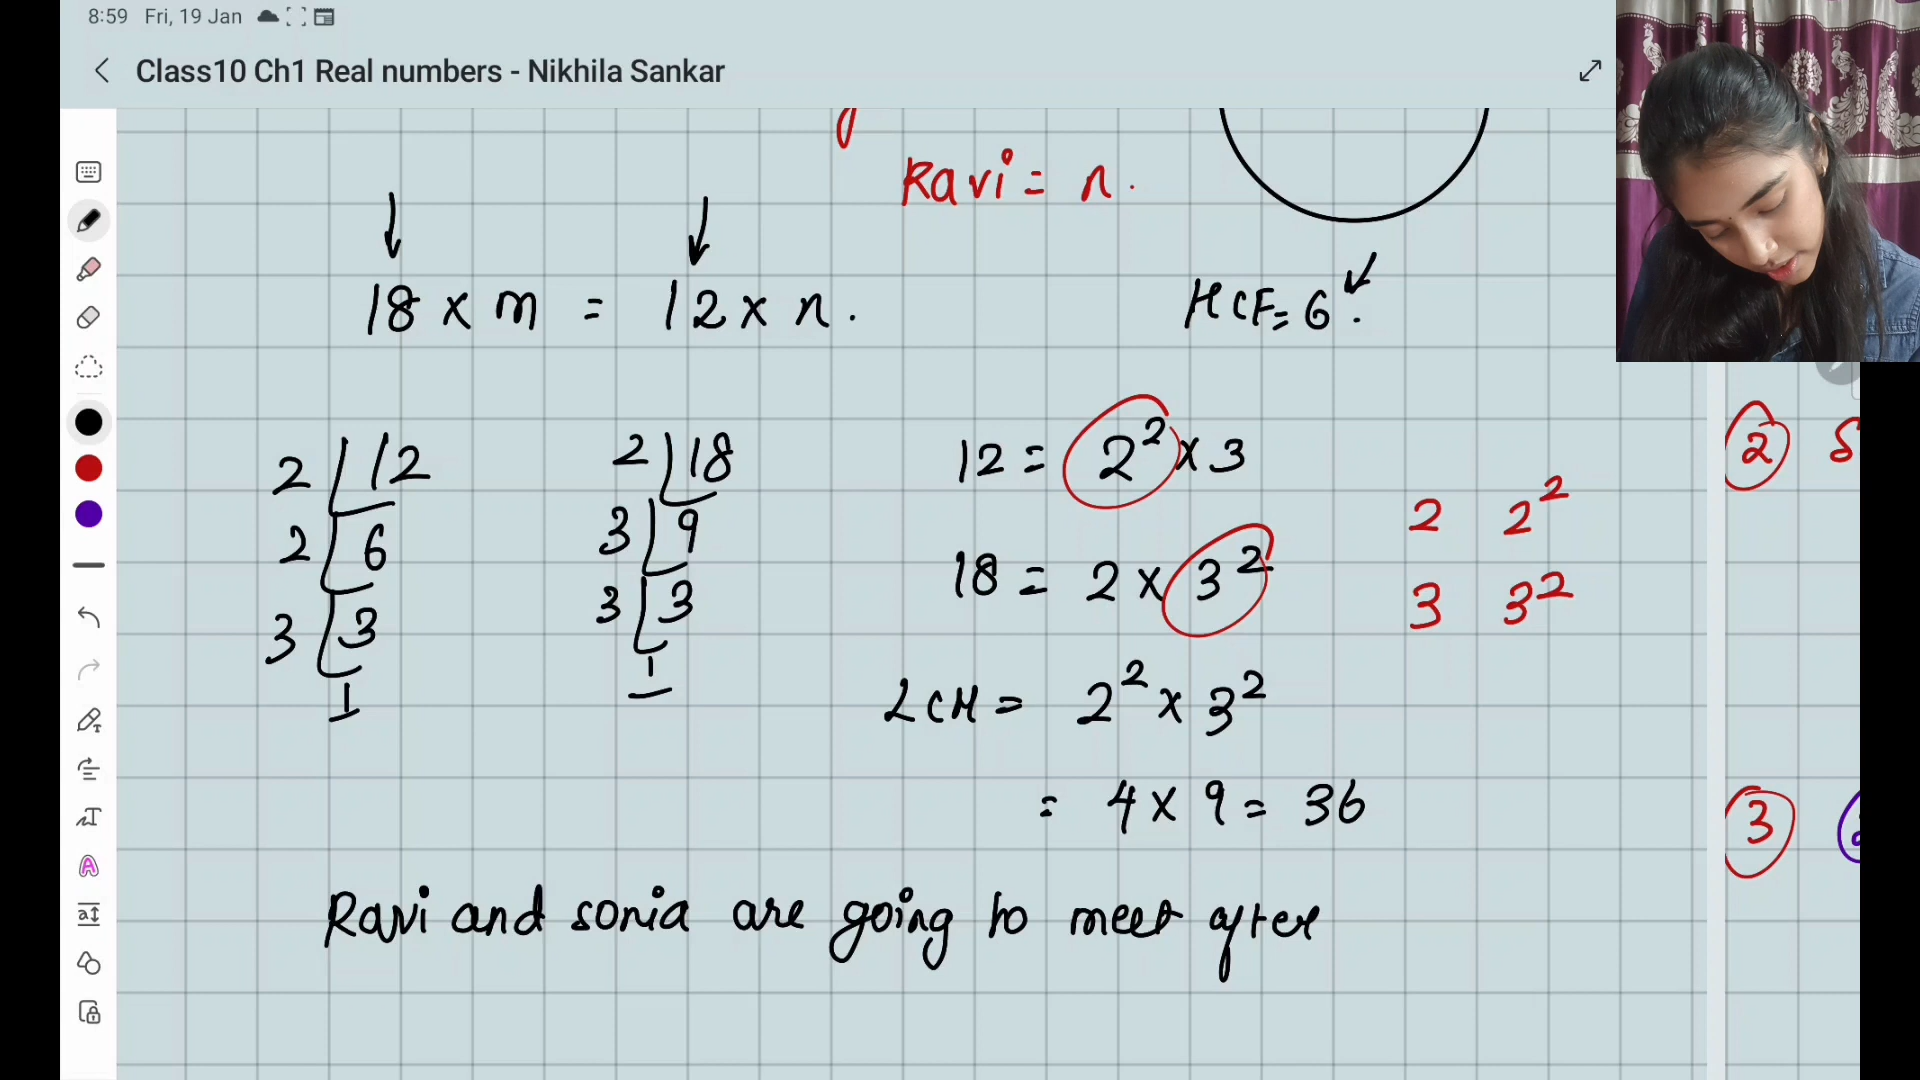 8:59 Fri, 19 Jan
Class10 Ch1 Real numbers - Nikhila Sankar
Ravi = n.
18 x m = 12 x n.
HCF = 6.
2 | 12
2 | 6
3 | 3
1
2 | 18
3 | 9
3 | 3
1
12 = 2² x 3
18 = 2 x 3²
2 2²
3 3²
LCM = 2² x 3²
= 4 x 9 = 36
Ravi and sonia are going to meet after
2
3